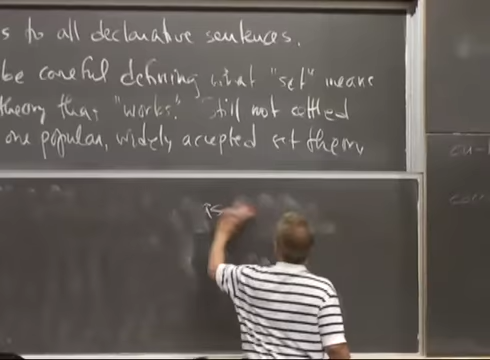 s to all declarative sentences.
be careful defining what "set" means
theory that "works." still not settled
one popular, widely accepted set theory